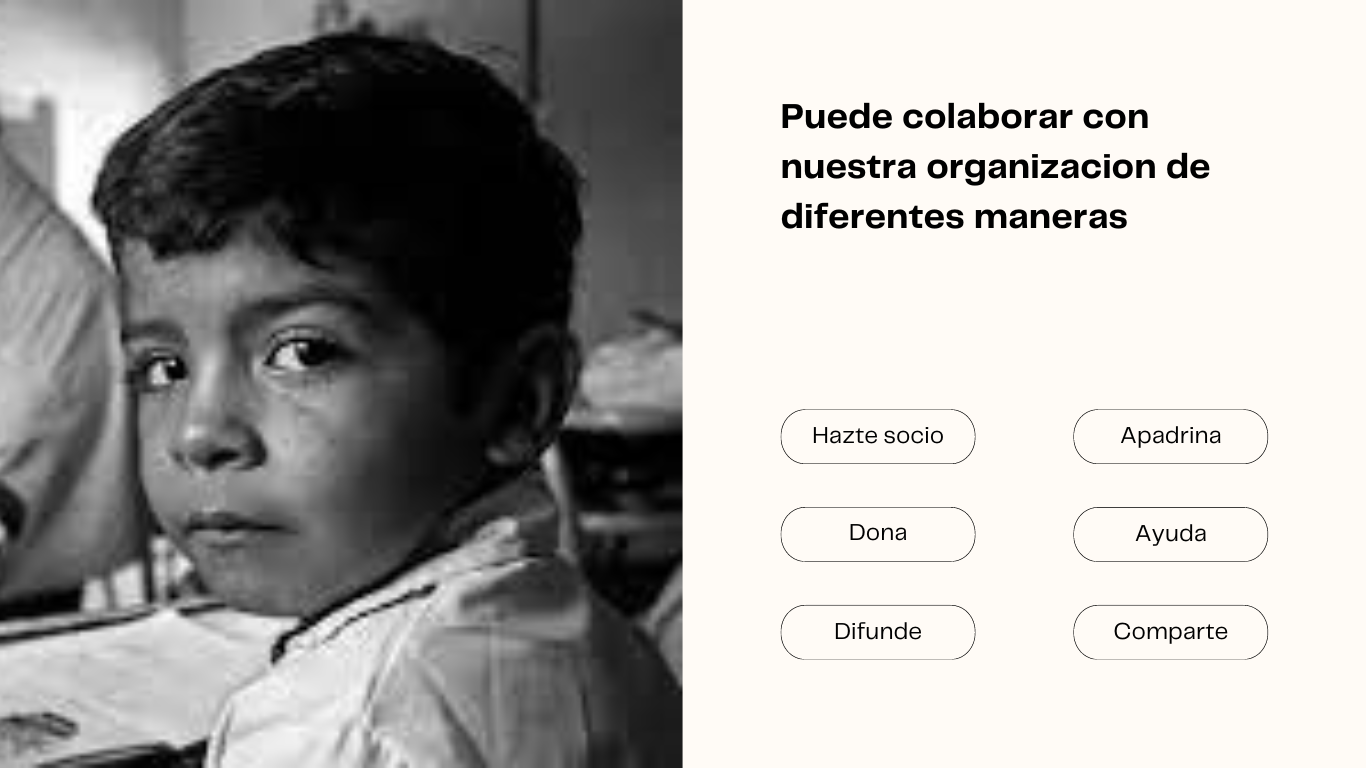 Puede colaborar con
nuestra organizacion de
diferentes maneras
Hazte socio
Apadrina
Dona
Ayuda
Difunde
Comparte